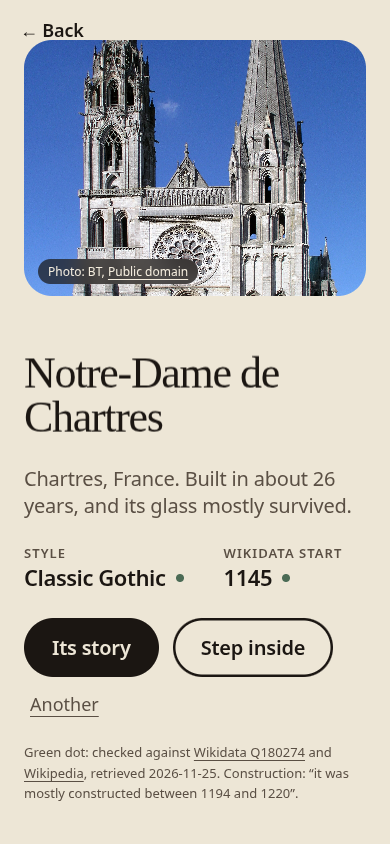 ← Back
Photo: BT, Public domain
Notre-Dame de
Chartres
Chartres, France. Built in about 26
years, and its glass mostly survived.
STYLE
Classic Gothic
WIKIDATA START
1145
Its story
Step inside
Another
Green dot: checked against Wikidata Q180274 and
Wikipedia, retrieved 2026-11-25. Construction: “it was
mostly constructed between 1194 and 1220”.